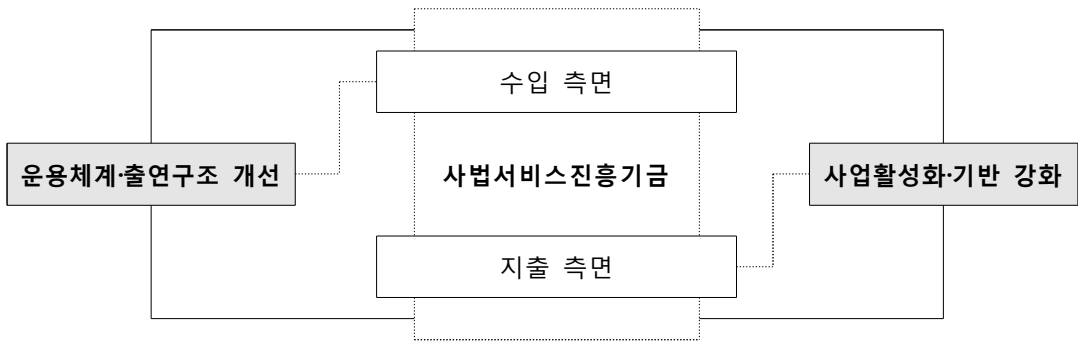 수입 측면
운용체계·출연구조 개선
사법서비스진흥기금
사업활성화·기반 강화
지출 측면